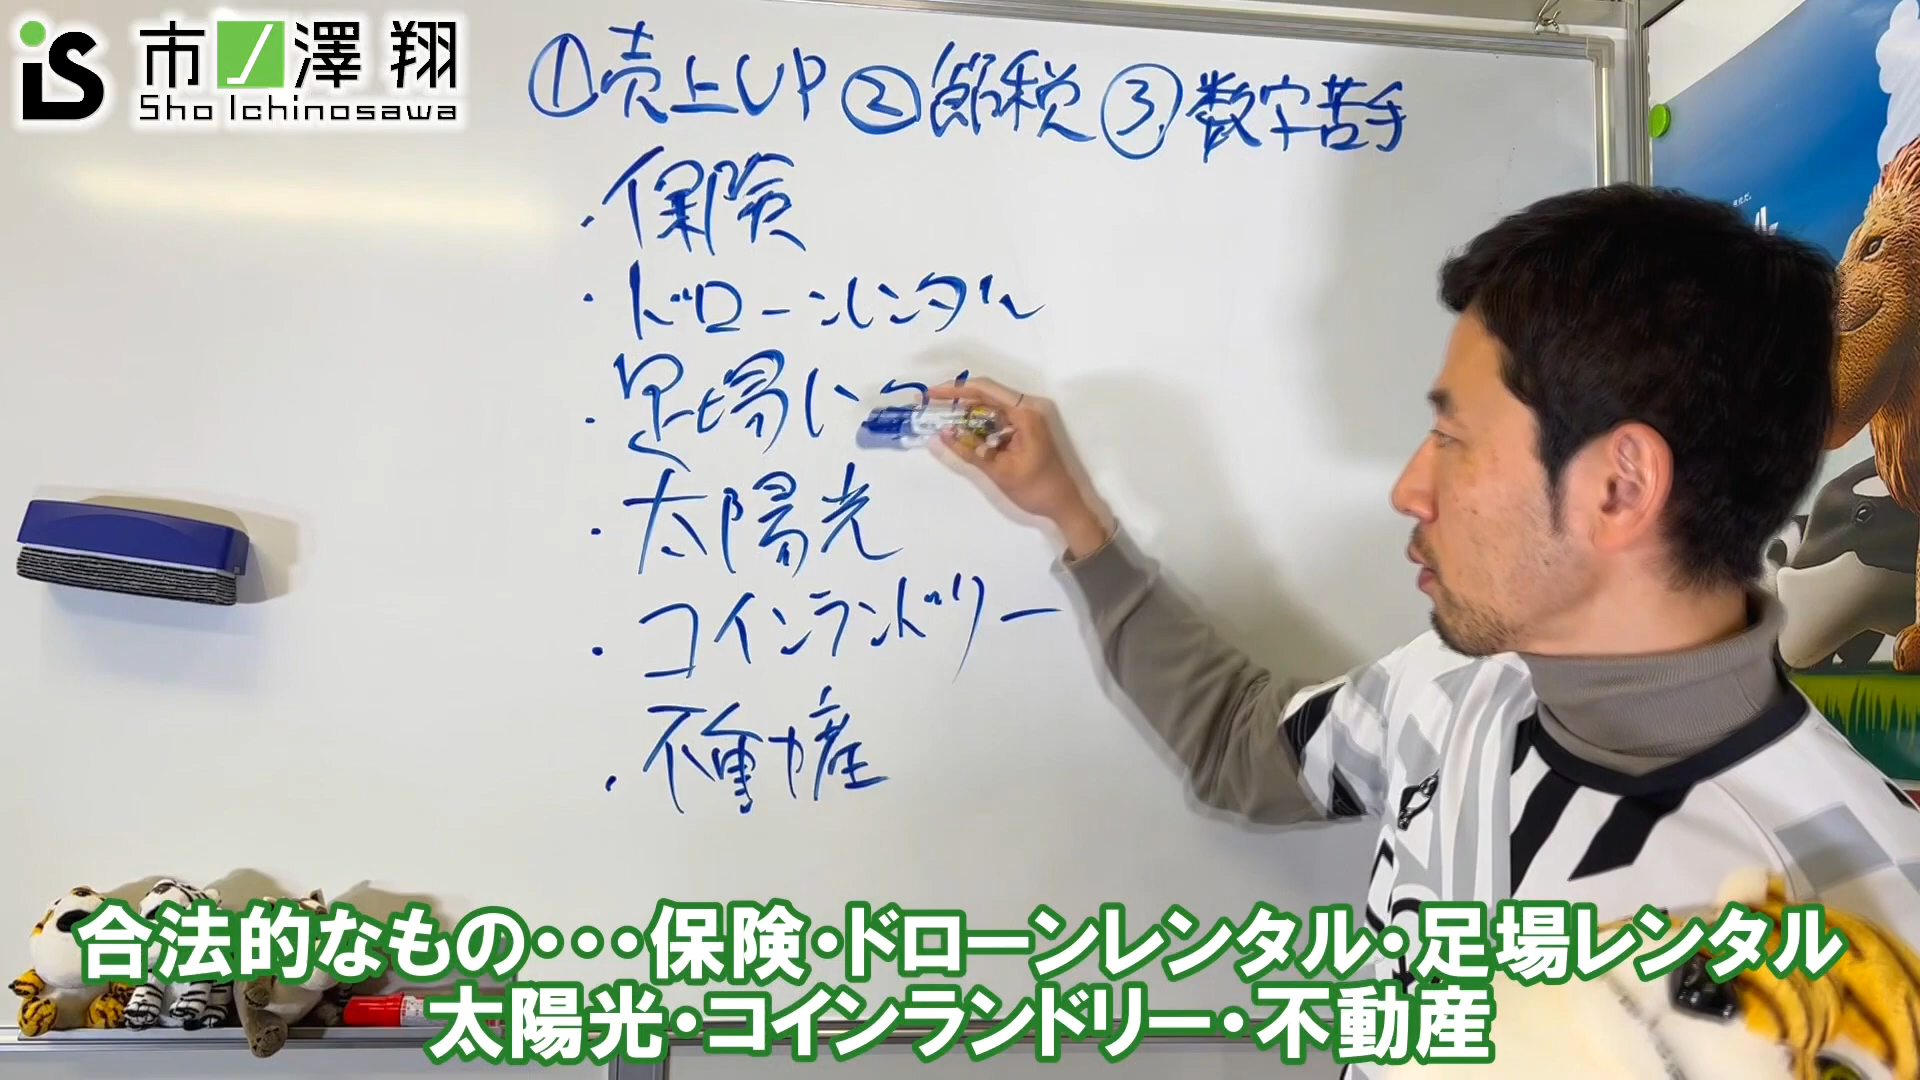 iS 市ノ澤 翔
Sho Ichinosawa
①売上UP ②節税 ③数字苦手
・保険
・ドローンレンタル
・足場レンタル
・太陽光
・コインランドリー
・不動産
合法的なもの・・・保険・ドローンレンタル・足場レンタル
太陽光・コインランドリー・不動産